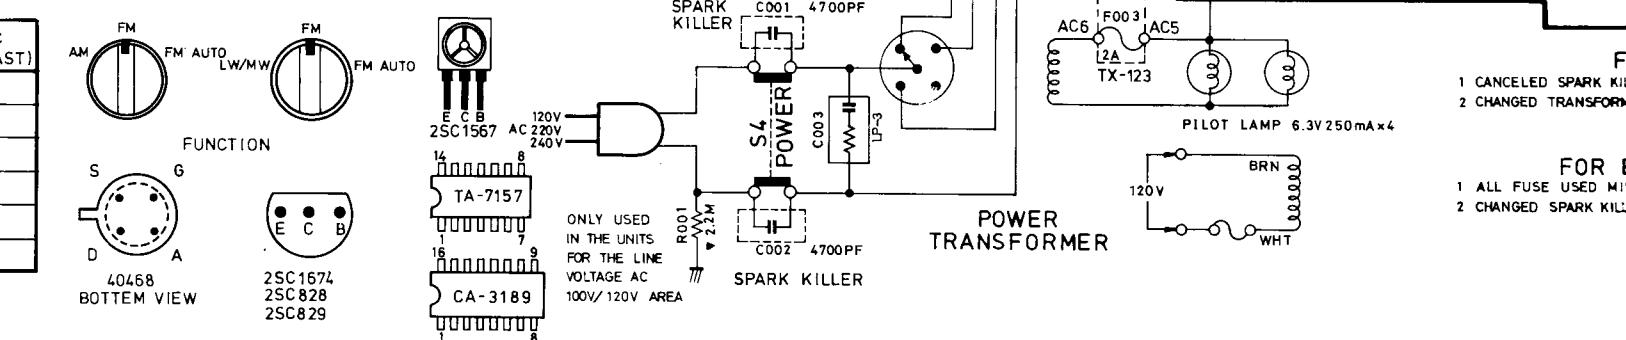 AST)
FM
AM
FM AUTO
FM
LW/MW
FM AUTO
FUNCTION
S
G
D
A
40468
BOTTEM VIEW
E C B
2SC1674
2SC828
2SC829
E C B
2SC1567
14
8
TA-7157
1
7
16
9
CA-3189
1
8
120V
AC 220V
240V
ONLY USED
IN THE UNITS
FOR THE LINE
VOLTAGE AC
100V/120V AREA
SPARK
KILLER
C001
4700PF
S4
POWER
C003
LP-3
R001
2.2M
C002
4700PF
SPARK KILLER
POWER
TRANSFORMER
AC6
F003
AC5
2A
TX-123
PILOT LAMP 6.3V250mA×4
120V
BRN
WHT
F
1 CANCELED SPARK KI
2 CHANGED TRANSFORM
FOR
1 ALL FUSE USED MI
2 CHANGED SPARK KIL